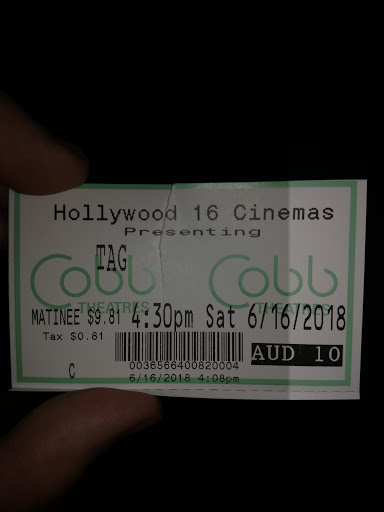 Hollywood 16 Cinemas
Presenting
TAG
Cobb Cobb
THEATRES THEATRES
MATINEE $9.81 4:30pm Sat 6/16/2018
Tax $0.81
0036566400820004
AUD 10
C
6/16/2018 4:08pm